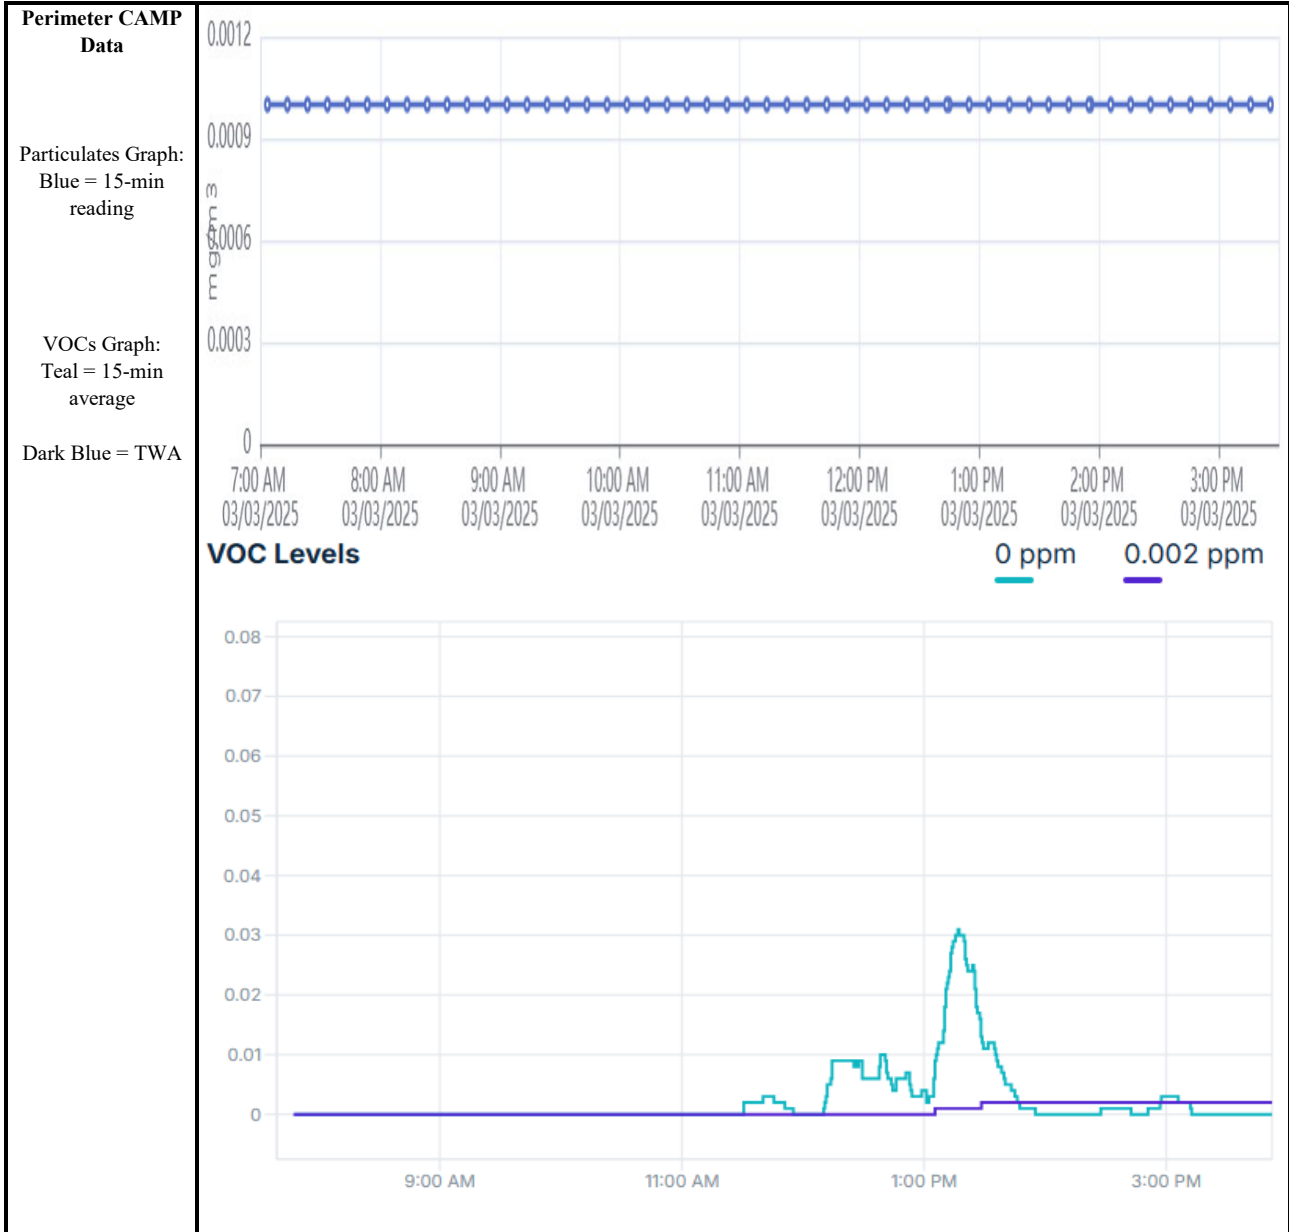 Perimeter CAMP
Data
Particulates Graph:
Blue = 15-min
reading
VOCs Graph:
Teal = 15-min
average
Dark Blue = TWA
0.0012
0.0009
0.0006
0.0003
0
mg/m3
7:00 AM 8:00 AM 9:00 AM 10:00 AM 11:00 AM 12:00 PM 1:00 PM 2:00 PM 3:00 PM
03/03/2025 03/03/2025 03/03/2025 03/03/2025 03/03/2025 03/03/2025 03/03/2025 03/03/2025 03/03/2025
VOC Levels 0 ppm 0.002 ppm
0.08
0.07
0.06
0.05
0.04
0.03
0.02
0.01
0
9:00 AM 11:00 AM 1:00 PM 3:00 PM